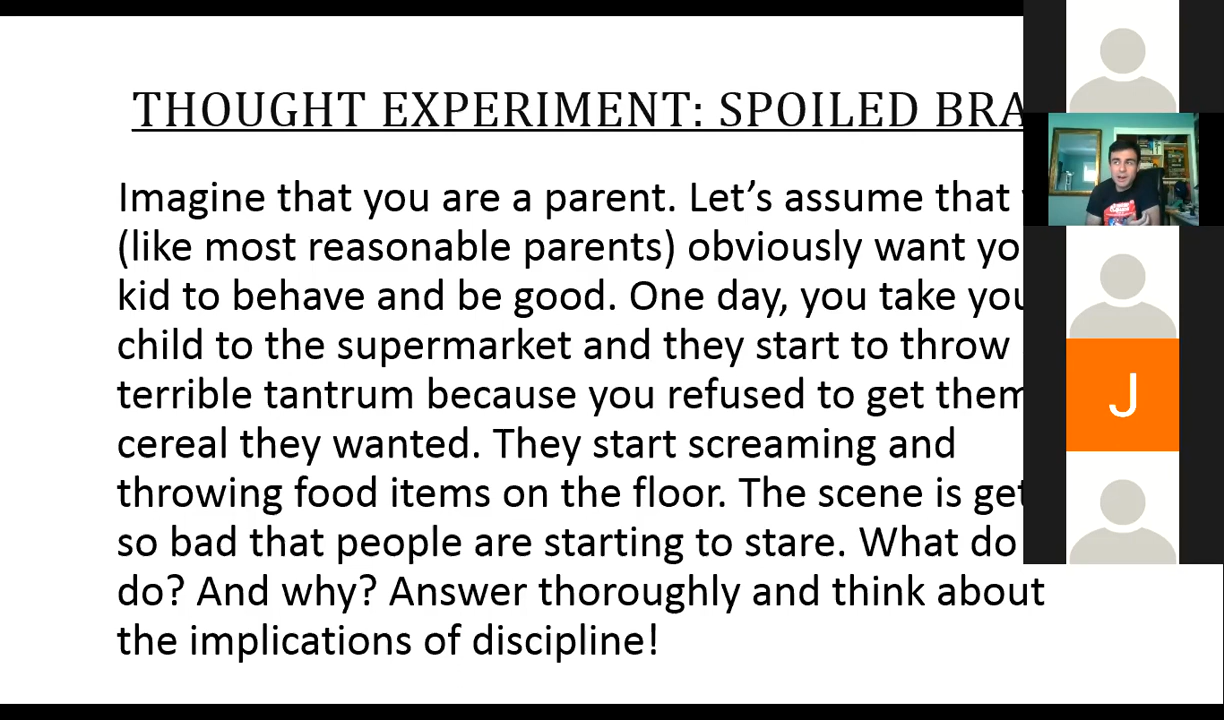 THOUGHT EXPERIMENT: SPOILED BRA
Imagine that you are a parent. Let's assume that
(like most reasonable parents) obviously want yo
kid to behave and be good. One day, you take you
child to the supermarket and they start to throw
terrible tantrum because you refused to get them
cereal they wanted. They start screaming and
throwing food items on the floor. The scene is get
so bad that people are starting to stare. What do
do? And why? Answer thoroughly and think about
the implications of discipline!
J